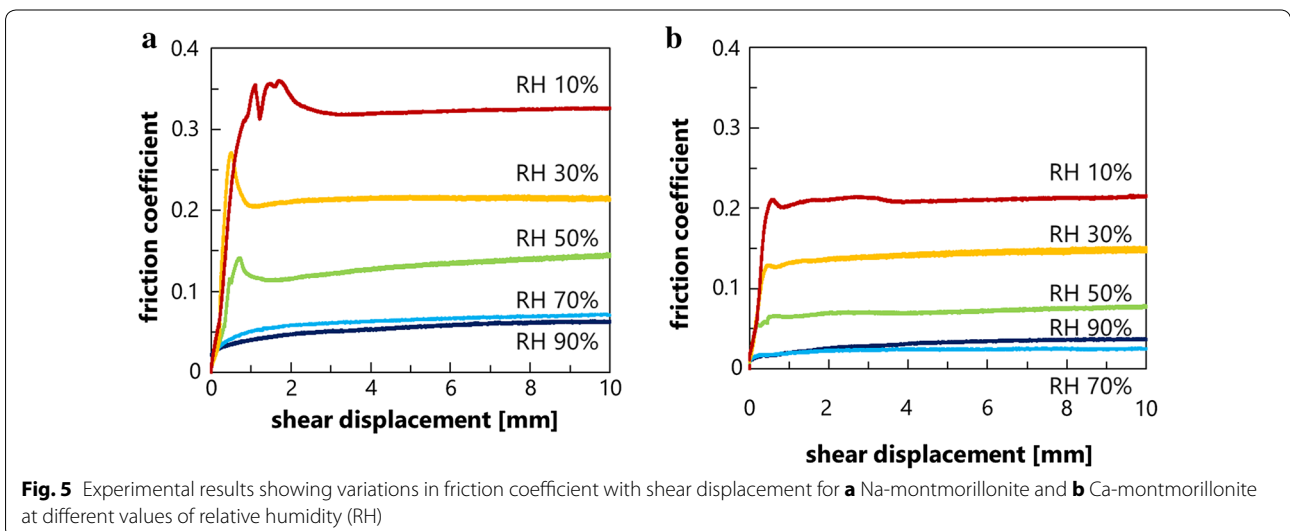 a
0.4
0.3
0.2
0.1
0
friction coefficient
RH 10%
RH 30%
RH 50%
RH 70%
RH 90%
0 2 4 6 8 10
shear displacement [mm]
b
0.4
0.3
0.2
0.1
0
friction coefficient
RH 10%
RH 30%
RH 50%
RH 90%
RH 70%
0 2 4 6 8 10
shear displacement [mm]
Fig. 5 Experimental results showing variations in friction coefficient with shear displacement for a Na-montmorillonite and b Ca-montmorillonite
at different values of relative humidity (RH)